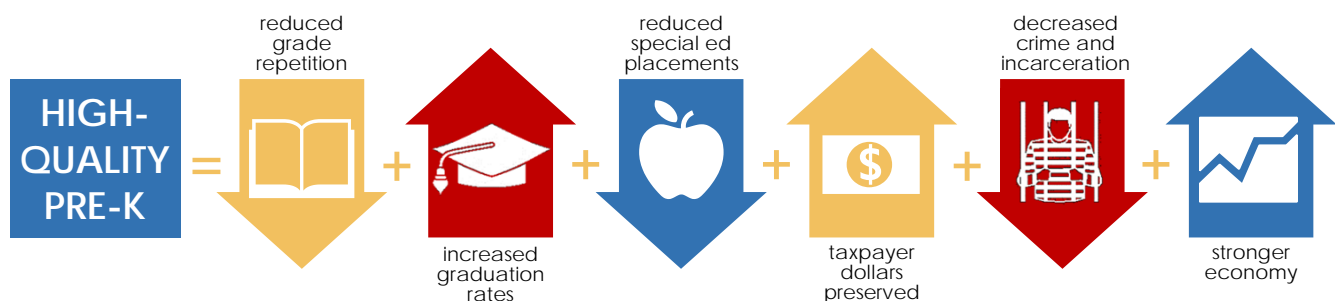 HIGH-
QUALITY
PRE-K
=
reduced
grade
repetition
+
increased
graduation
rates
+
reduced
special ed
placements
+
$
taxpayer
dollars
preserved
+
decreased
crime and
incarceration
+
stronger
economy